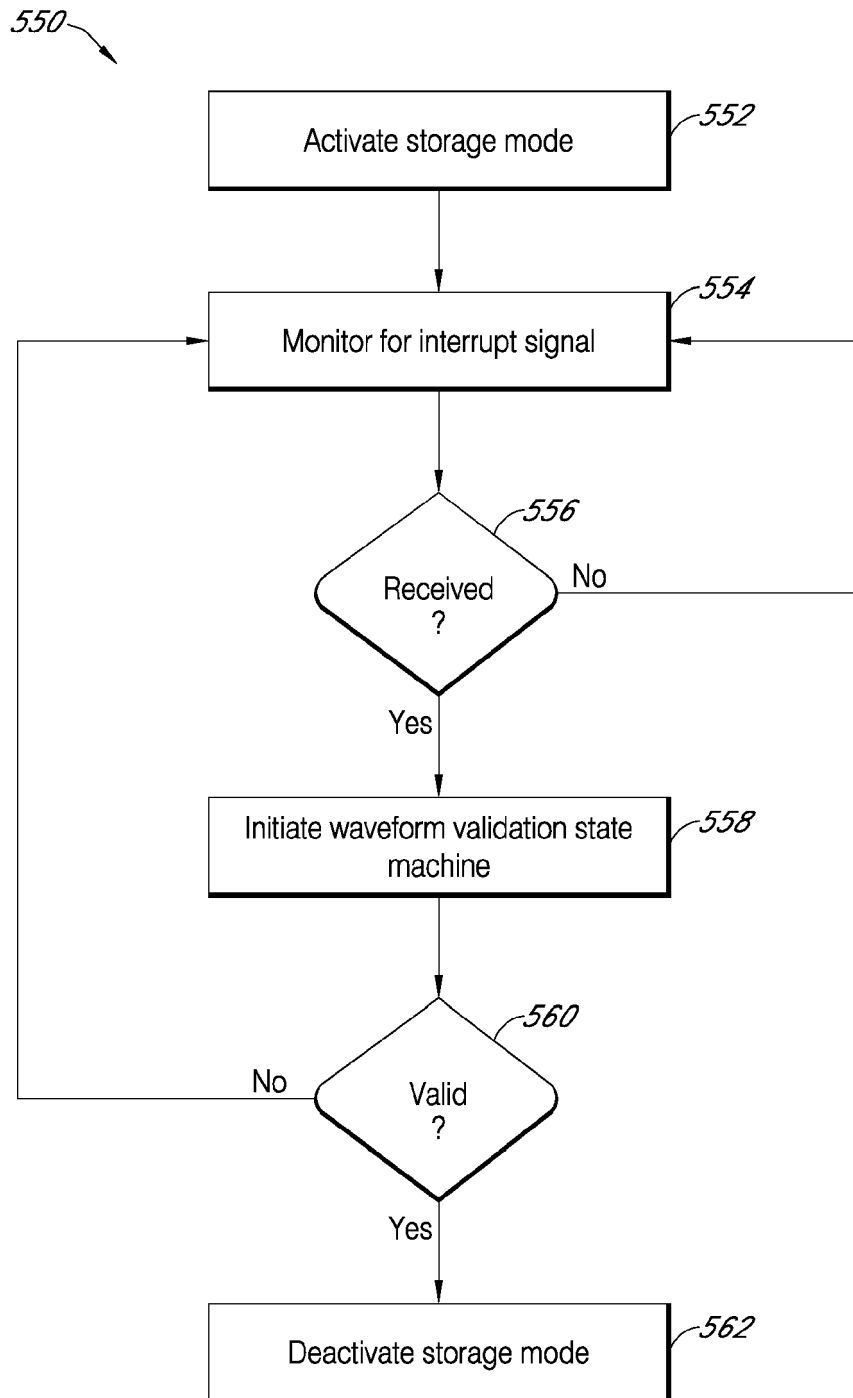 550
Activate storage mode
552
Monitor for interrupt signal
554
Received
?
556
No
Yes
Initiate waveform validation state
machine
558
Valid
?
560
No
Yes
Deactivate storage mode
562